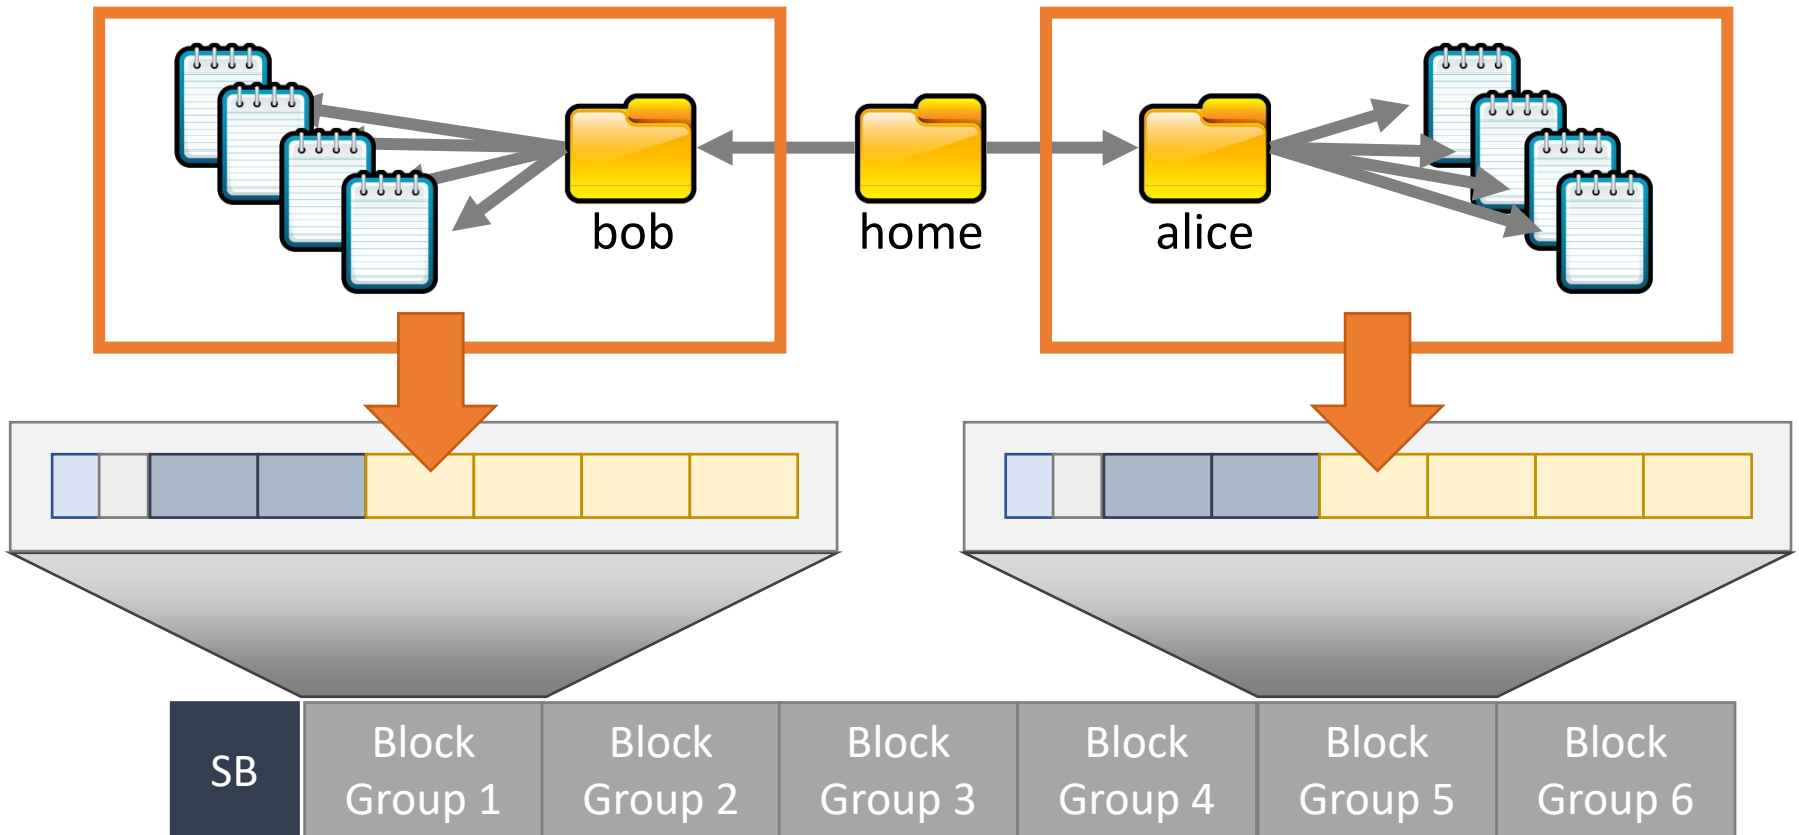 bob
home
alice
SB
Block
Group 1
Block
Group 2
Block
Group 3
Block
Group 4
Block
Group 5
Block
Group 6